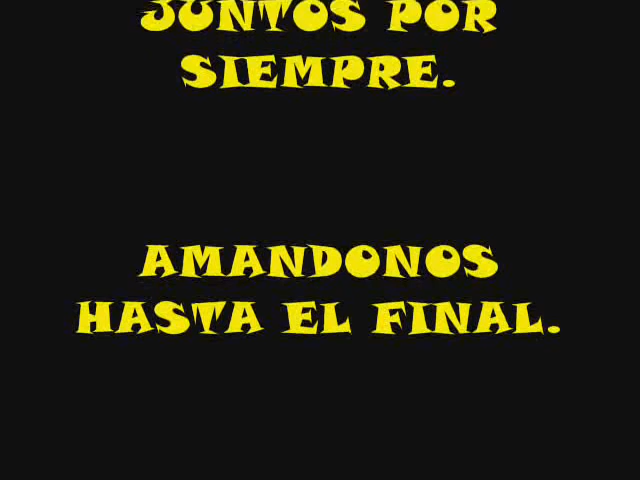 JUNTOS POR
SIEMPRE.
AMANDONOS
HASTA EL FINAL.